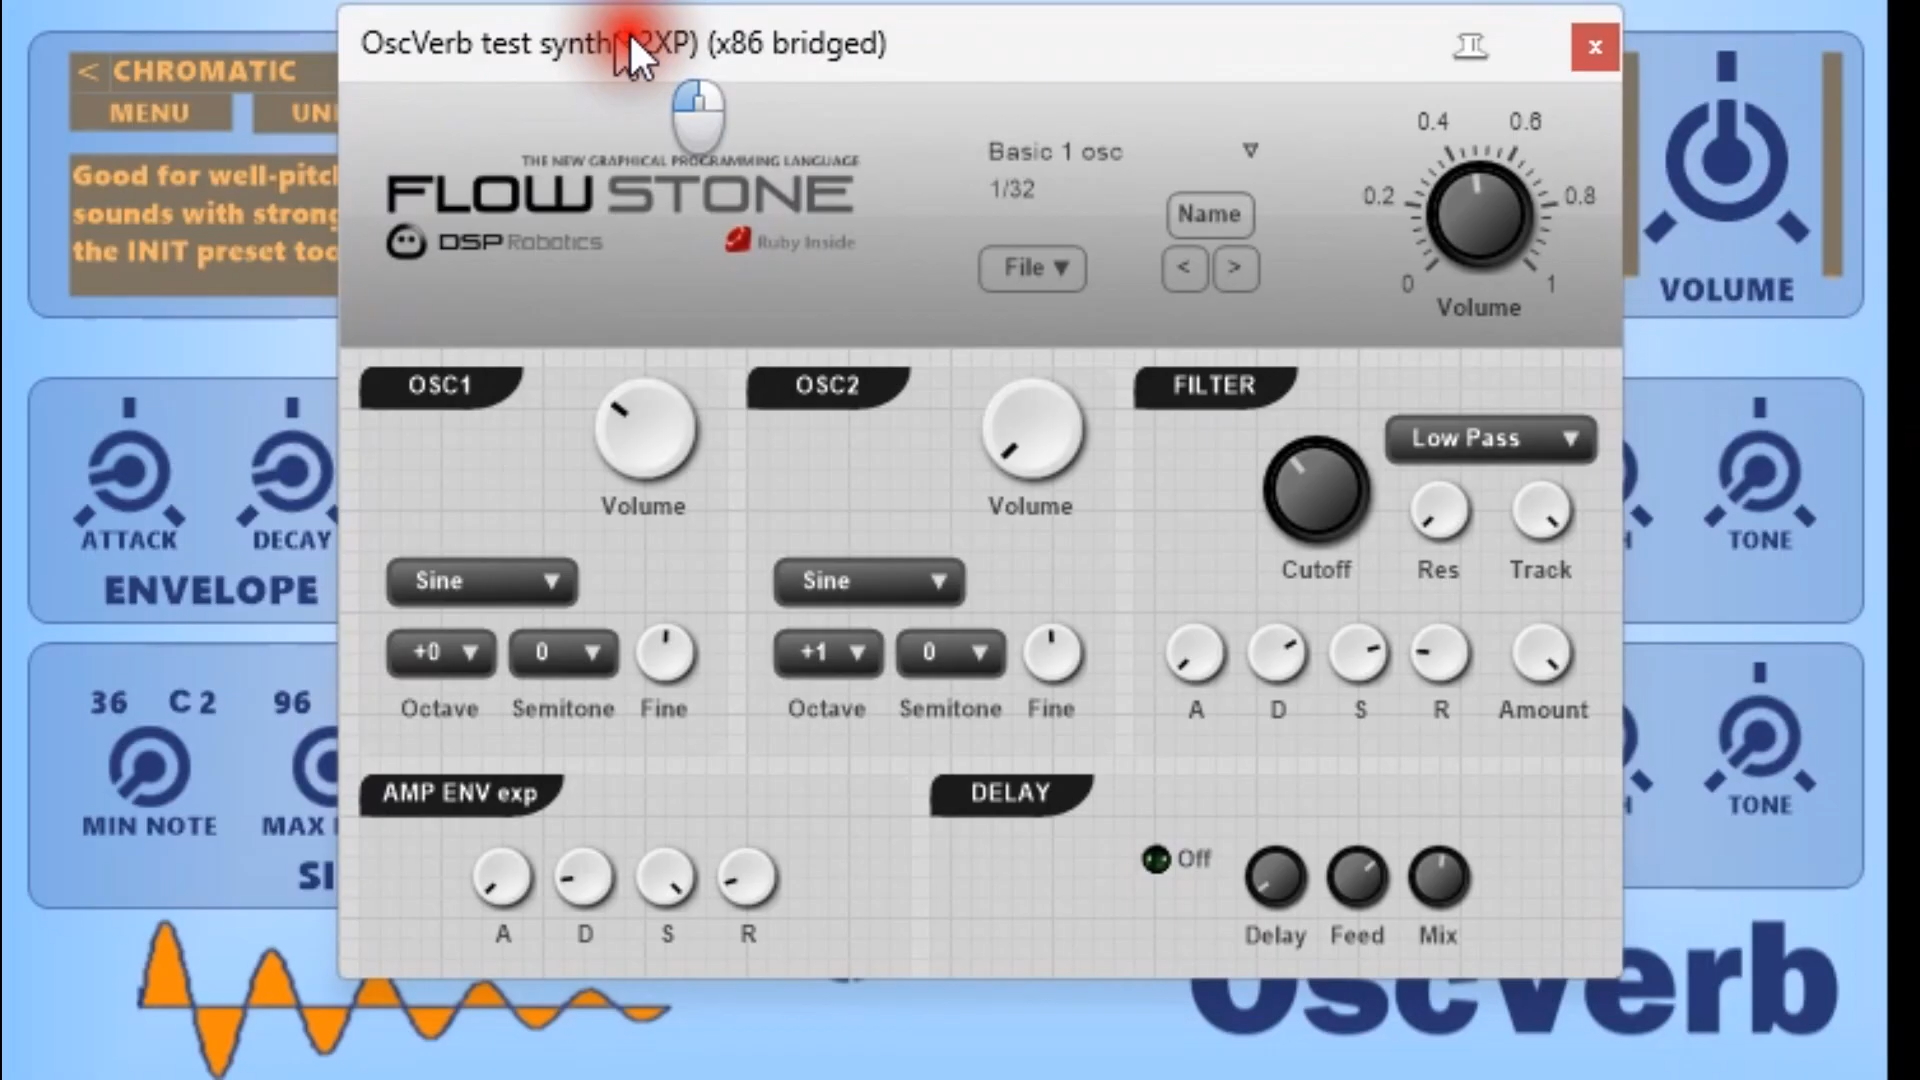 OscVerb test synth 2XP) (x86 bridged)
x
< CHROMATIC
MENU
Good for well-pitc
sounds with strong
the INIT preset too
THE NEW GRAPHICAL PROGRAMMING LANGUAGE
FLOWSTONE
DSP Robotics
Ruby Inside
Basic 1 osc
1/32
Name
File
< >
0 0.2 0.4 0.6 0.8 1
Volume
VOLUME
OSC1
Volume
Sine
+0 0
Octave Semitone Fine
OSC2
Volume
Sine
+1 0
Octave Semitone Fine
FILTER
Low Pass
Cutoff Res Track
A D S R Amount
ATTACK DECAY
ENVELOPE
TONE
36 C 2 96
MIN NOTE MAX
SI
TONE
AMP ENV exp
A D S R
DELAY
Off
Delay Feed Mix
OscVerb